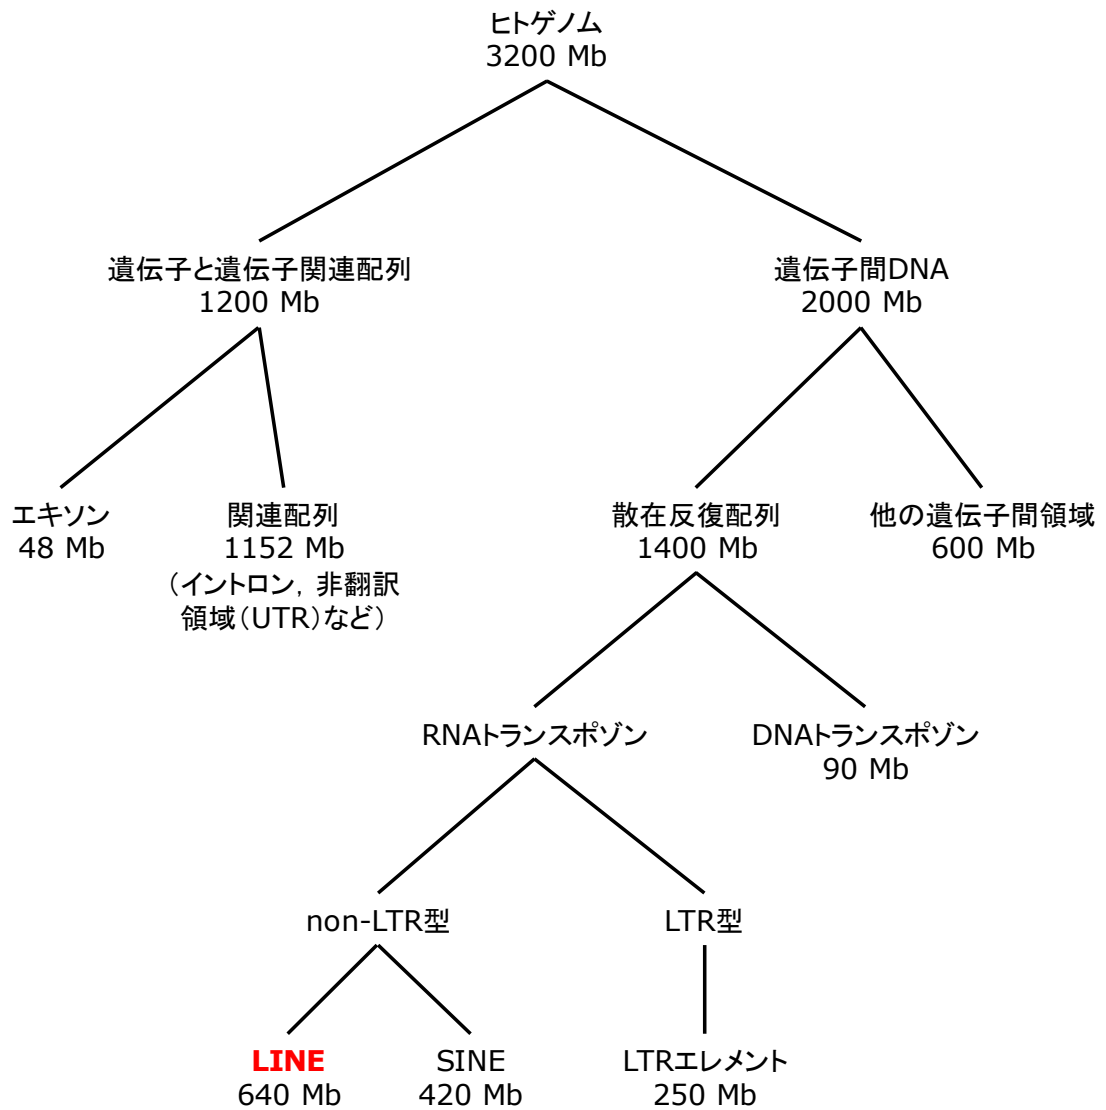 ヒトゲノム
3200 Mb
遺伝子と遺伝子関連配列
1200 Mb
遺伝子間DNA
2000 Mb
エキソン
48 Mb
関連配列
1152 Mb
（イントロン, 非翻訳
領域（UTR）など）
散在反復配列
1400 Mb
他の遺伝子間領域
600 Mb
RNAトランスポゾン
DNAトランスポゾン
90 Mb
non-LTR型
LTR型
LINE
640 Mb
SINE
420 Mb
LTRエレメント
250 Mb